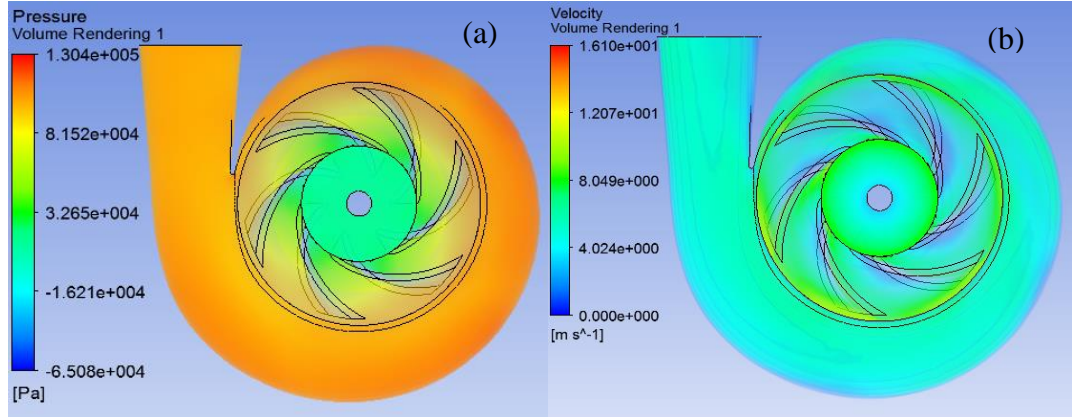 Pressure
Volume Rendering 1
(a)
1.304e+005
8.152e+004
3.265e+004
-1.621e+004
-6.508e+004
[Pa]
Velocity
Volume Rendering 1
(b)
1.610e+001
1.207e+001
8.049e+000
4.024e+000
0.000e+000
[m s^-1]